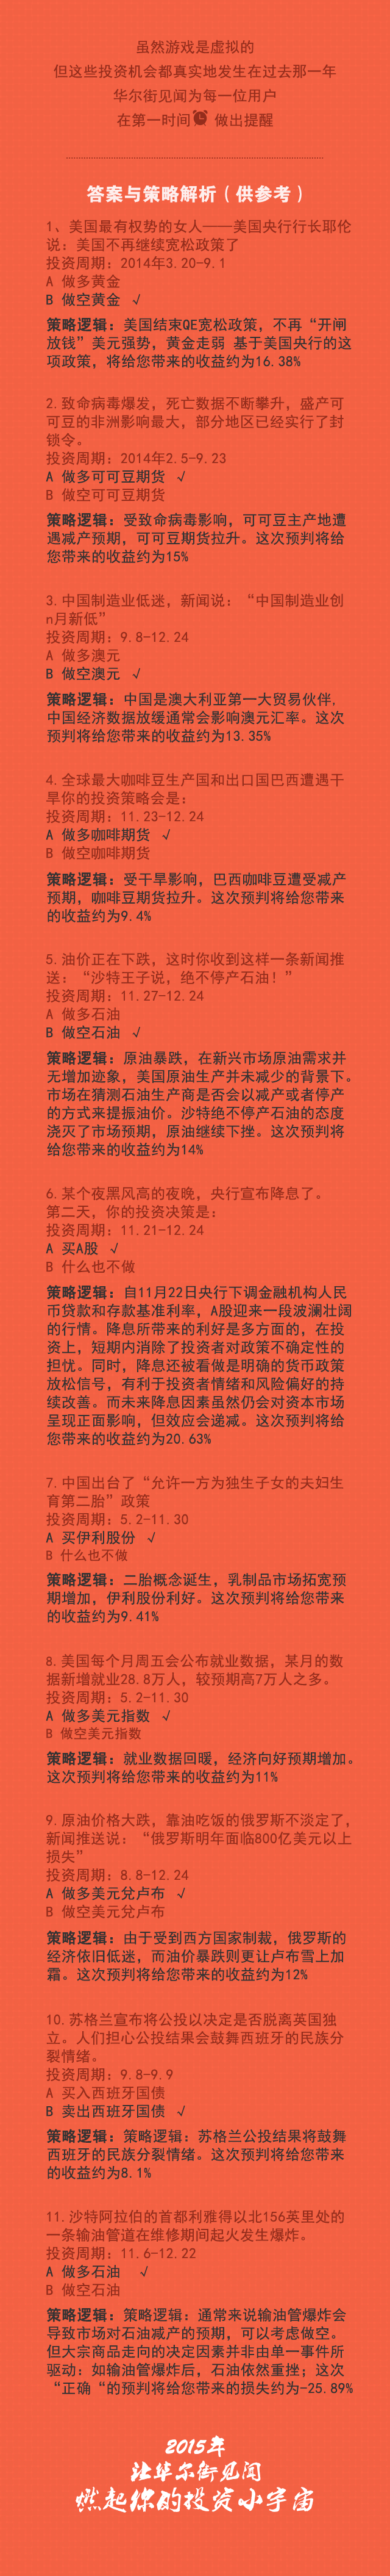 虽然游戏是虚拟的
但这些投资机会都真实地发生在过去那一年
华尔街见闻为每一位用户
在第一时间 做出提醒
答案与策略解析（供参考）
1、美国最有权势的女人——美国央行行长耶伦
说：美国不再继续宽松政策了
投资周期：2014年3.20-9.1
A 做多黄金
B 做空黄金 √
策略逻辑：美国结束QE宽松政策，不再“开闸
放钱”美元强势，黄金走弱 基于美国央行的这
项政策，将给您带来的收益约为16.38%
2.致命病毒爆发，死亡数据不断攀升，盛产可
可豆的非洲影响最大，部分地区已经实行了封
锁令。
投资周期：2014年2.5-9.23
A 做多可可豆期货 √
B 做空可可豆期货
策略逻辑：受致命病毒影响，可可豆主产地遭
遇减产预期，可可豆期货拉升。这次预判将给
您带来的收益约为15%
3.中国制造业低迷，新闻说：“中国制造业创
n月新低”
投资周期：9.8-12.24
A 做多澳元
B 做空澳元 √
策略逻辑：中国是澳大利亚第一大贸易伙伴，
中国经济数据放缓通常会影响澳元汇率。这次
预判将给您带来的收益约为13.35%
4.全球最大咖啡豆生产国和出口国巴西遭遇干
旱你的投资策略会是：
投资周期：11.23-12.24
A 做多咖啡期货 √
B 做空咖啡期货
策略逻辑：受干旱影响，巴西咖啡豆遭受减产
预期，咖啡豆期货拉升。这次预判将给您带来
的收益约为9.4%
5.油价正在下跌，这时你收到这样一条新闻推
送：“沙特王子说，绝不停产石油！”
投资周期：11.27-12.24
A 做多石油
B 做空石油 √
策略逻辑：原油暴跌，在新兴市场原油需求并
无增加迹象，美国原油生产并未减少的背景下。
市场在猜测石油生产商是否会以减产或者停产
的方式来提振油价。沙特绝不停产石油的态度
浇灭了市场预期，原油继续下挫。这次预判将
给您带来的收益约为14%
6.某个夜黑风高的夜晚，央行宣布降息了。
第二天，你的投资决策是：
投资周期：11.21-12.24
A 买A股 √
B 什么也不做
策略逻辑：自11月22日央行下调金融机构人民
币贷款和存款基准利率，A股迎来一段波澜壮阔
的行情。降息所带来的利好是多方面的，在投
资上，短期内消除了投资者对政策不确定性的
担忧。同时，降息还被看做是明确的货币政策
放松信号，有利于投资者情绪和风险偏好的持
续改善。而未来降息因素虽然仍会对资本市场
呈现正面影响，但效应会递减。这次预判将给
您带来的收益约为20.63%
7.中国出台了“允许一方为独生子女的夫妇生
育第二胎”政策
投资周期：5.2-11.30
A 买伊利股份 √
B 什么也不做
策略逻辑：二胎概念诞生，乳制品市场拓宽预
期增加，伊利股份利好。这次预判将给您带来
的收益约为9.41%
8.美国每个月周五会公布就业数据，某月的数
据新增就业28.8万人，较预期高7万人之多。
投资周期：5.2-11.30
A 做多美元指数 √
B 做空美元指数
策略逻辑：就业数据回暖，经济向好预期增加。
这次预判将给您带来的收益约为11%
9.原油价格大跌，靠油吃饭的俄罗斯不淡定了，
新闻推送说：“俄罗斯明年面临800亿美元以上
损失”
投资周期：8.8-12.24
A 做多美元兑卢布 √
B 做空美元兑卢布
策略逻辑：由于受到西方国家制裁，俄罗斯的
经济依旧低迷，而油价暴跌则更让卢布雪上加
霜。这次预判将给您带来的收益约为12%
10.苏格兰宣布将公投以决定是否脱离英国独
立。人们担心公投结果会鼓舞西班牙的民族分
裂情绪。
投资周期：9.8-9.9
A 买入西班牙国债
B 卖出西班牙国债 √
策略逻辑：策略逻辑：苏格兰公投结果将鼓舞
西班牙的民族分裂情绪。这次预判将给您带来
的收益约为8.1%
11.沙特阿拉伯的首都利雅得以北156英里处的
一条输油管道在维修期间起火发生爆炸。
投资周期：11.6-12.22
A 做多石油 √
B 做空石油
策略逻辑：策略逻辑：通常来说输油管爆炸会
导致市场对石油减产的预期，可以考虑做空。
但大宗商品走向的决定因素并非由单一事件所
驱动：如输油管爆炸后，石油依然重挫；这次
“正确“的预判将给您带来的损失约为-25.89%
2015年
让华尔街见闻
燃起你的投资小宇宙